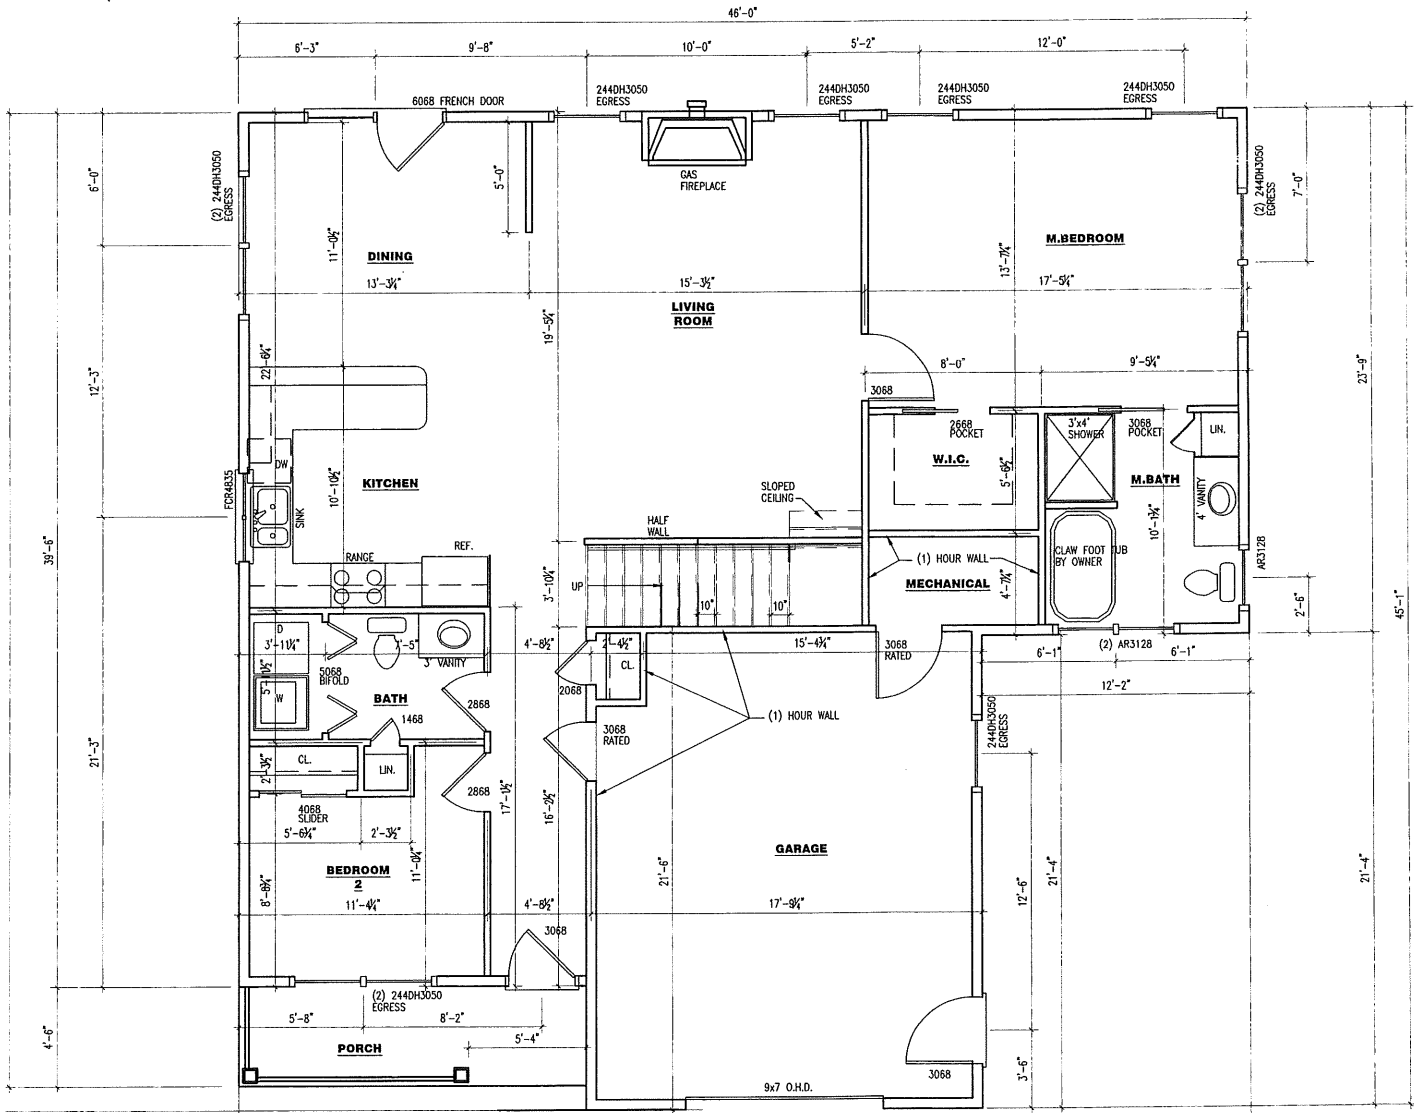 46'-0"
6'-3"
9'-8"
10'-0"
5'-2"
12'-0"
244DH3050
EGRESS
244DH3050
EGRESS
244DH3050
EGRESS
244DH3050
EGRESS
6068 FRENCH DOOR
(2) 244DH3050
EGRESS
6'-0"
5'-0"
GAS
FIREPLACE
(2) 244DH3050
EGRESS
7'-0"
11'-0½"
DINING
13'-3¾"
15'-3½"
LIVING
ROOM
M.BEDROOM
13'-7¼"
17'-5¼"
19'-5¼"
22'-6¼"
12'-3"
8'-0"
9'-5¼"
23'-9"
3068
2668
POCKET
3'x4'
SHOWER
3068
POCKET
LIN.
W.I.C.
5'-6½"
M.BATH
4' VANITY
10'-1¾"
FCR4835
DW
SINK
KITCHEN
10'-10½"
SLOPED
CEILING
HALF
WALL
RANGE
REF.
39'-6"
45'-1"
(1) HOUR WALL
MECHANICAL
4'-7¼"
CLAW FOOT TUB
BY OWNER
AR3128
2'-6"
UP
3'-10¼"
10"
10"
D
3'-11¼"
7'-5"
3' VANITY
4'-8½"
2'-4½"
15'-4¾"
CL.
3068
RATED
6'-1"
(2) AR3128
6'-1"
12'-2"
5'-11½"
5068
BIFOLD
W
BATH
1468
2868
2068
3068
RATED
(1) HOUR WALL
244DH3050
EGRESS
21'-3"
2'-3½"
CL.
LIN.
2868
4068
SLIDER
5'-6¾"
2'-3½"
17'-1½"
16'-2½"
BEDROOM
2
11'-0¼"
8'-8¾"
11'-4¼"
4'-8½"
21'-6"
GARAGE
17'-9¼"
12'-6"
21'-4"
21'-4"
3068
(2) 244DH3050
EGRESS
5'-8"
8'-2"
5'-4"
4'-6"
PORCH
3068
3'-6"
9x7 O.H.D.